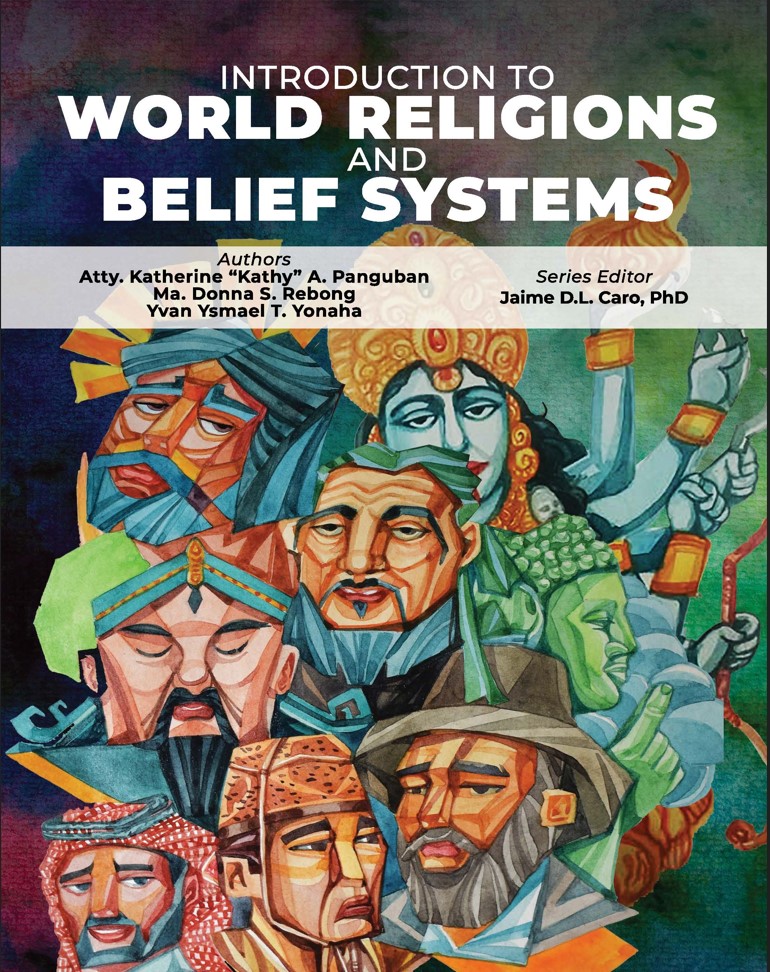 INTRODUCTION TO
WORLD RELIGIONS
AND
BELIEF SYSTEMS
Authors
Atty. Katherine “Kathy” A. Panguban
Ma. Donna S. Rebong
Yvan Ysmael T. Yonaha
Series Editor
Jaime D.L. Caro, PhD